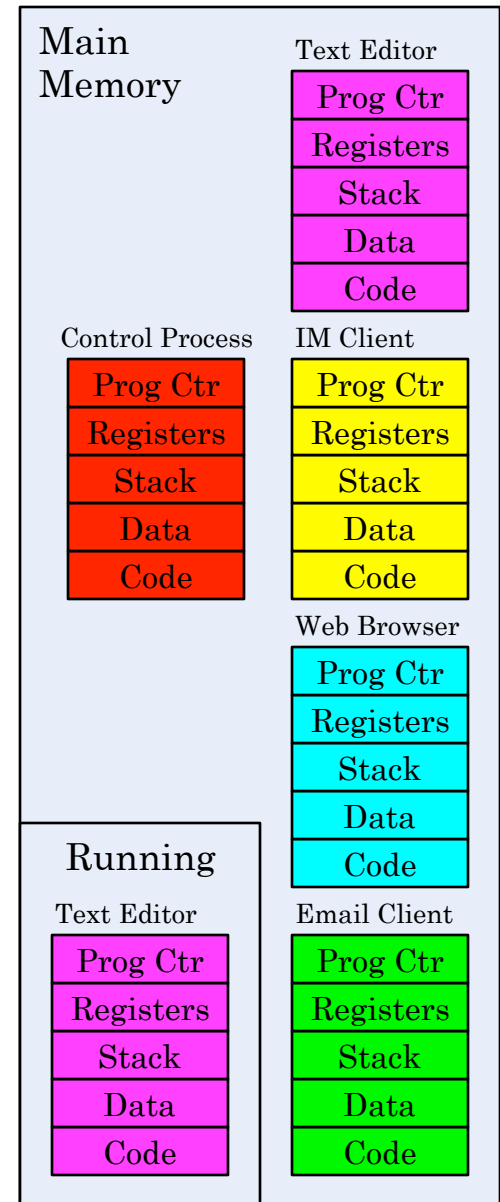 Main
Memory
Text Editor
Prog Ctr
Registers
Stack
Data
Code
Control Process
Prog Ctr
Registers
Stack
Data
Code
IM Client
Prog Ctr
Registers
Stack
Data
Code
Web Browser
Prog Ctr
Registers
Stack
Data
Code
Running
Text Editor
Prog Ctr
Registers
Stack
Data
Code
Email Client
Prog Ctr
Registers
Stack
Data
Code